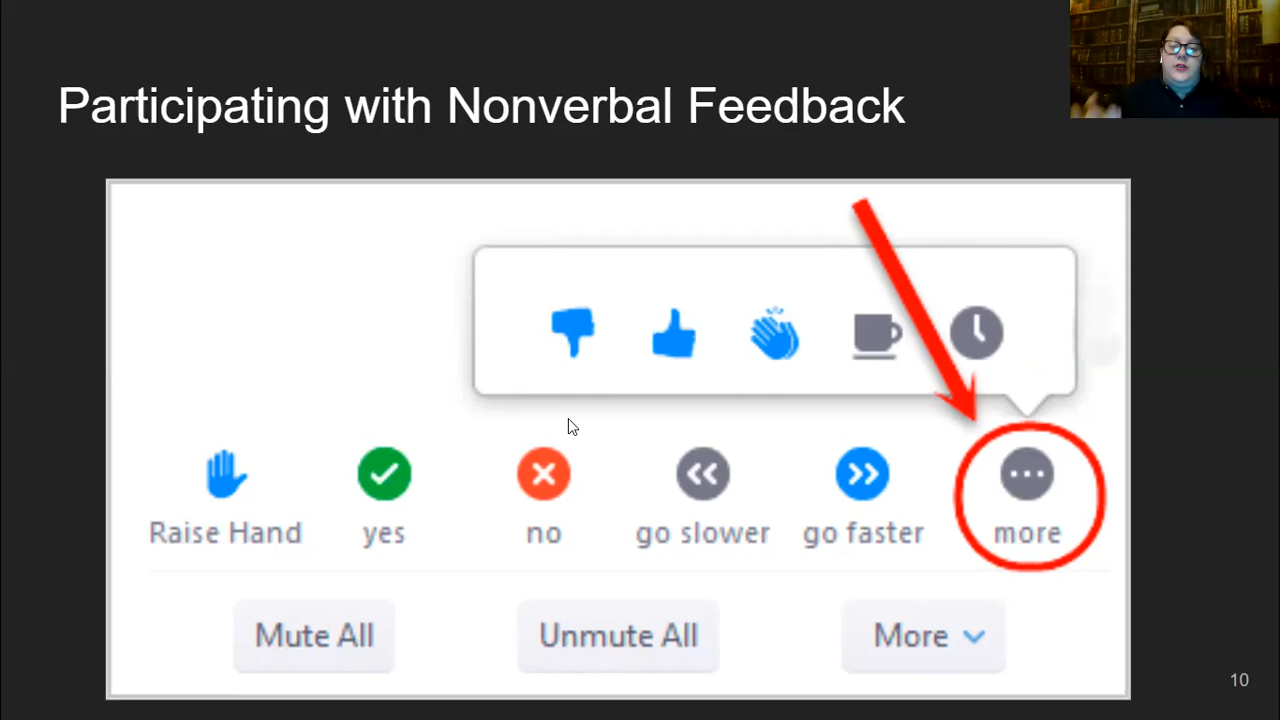 Participating with Nonverbal Feedback
Raise Hand yes no go slower go faster more
Mute All Unmute All More
10